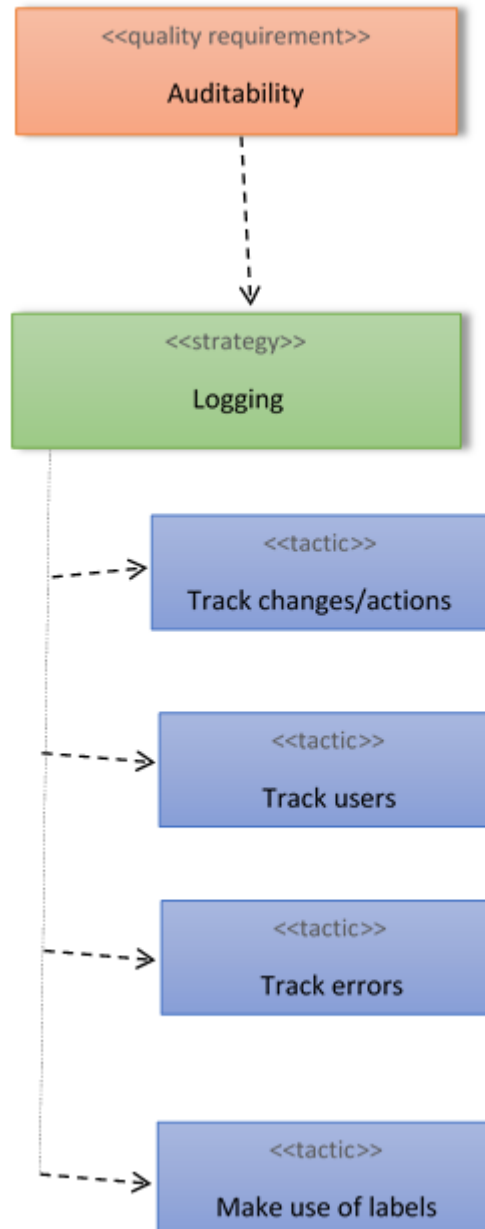 <<quality requirement>>
Auditability
<<strategy>>
Logging
<<tactic>>
Track changes/actions
<<tactic>>
Track users
<<tactic>>
Track errors
<<tactic>>
Make use of labels